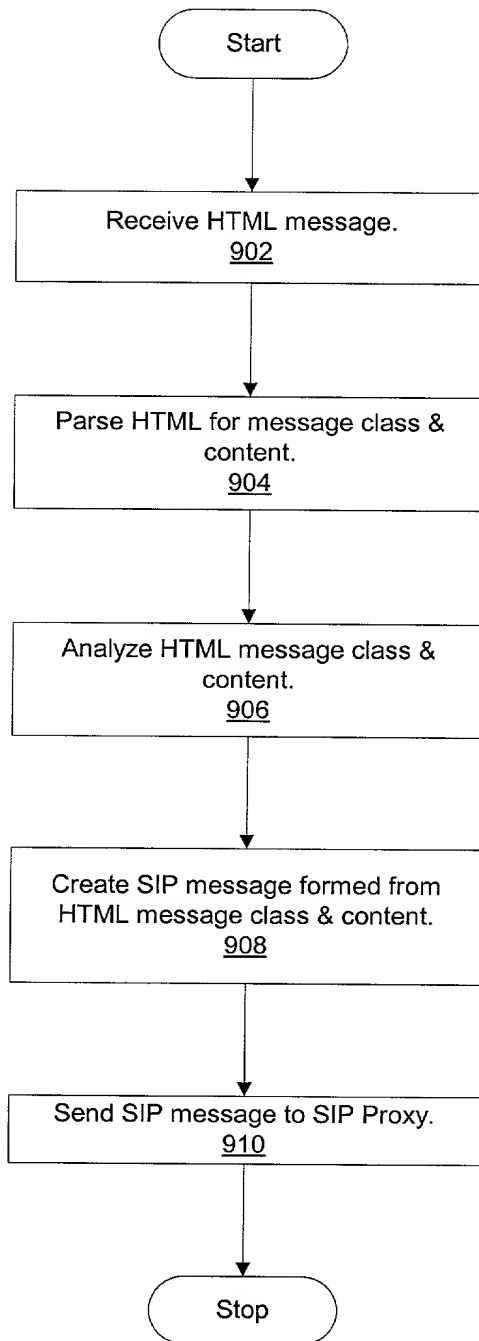 Start
Receive HTML message.
902
Parse HTML for message class &
content.
904
Analyze HTML message class &
content.
906
Create SIP message formed from
HTML message class & content.
908
Send SIP message to SIP Proxy.
910
Stop